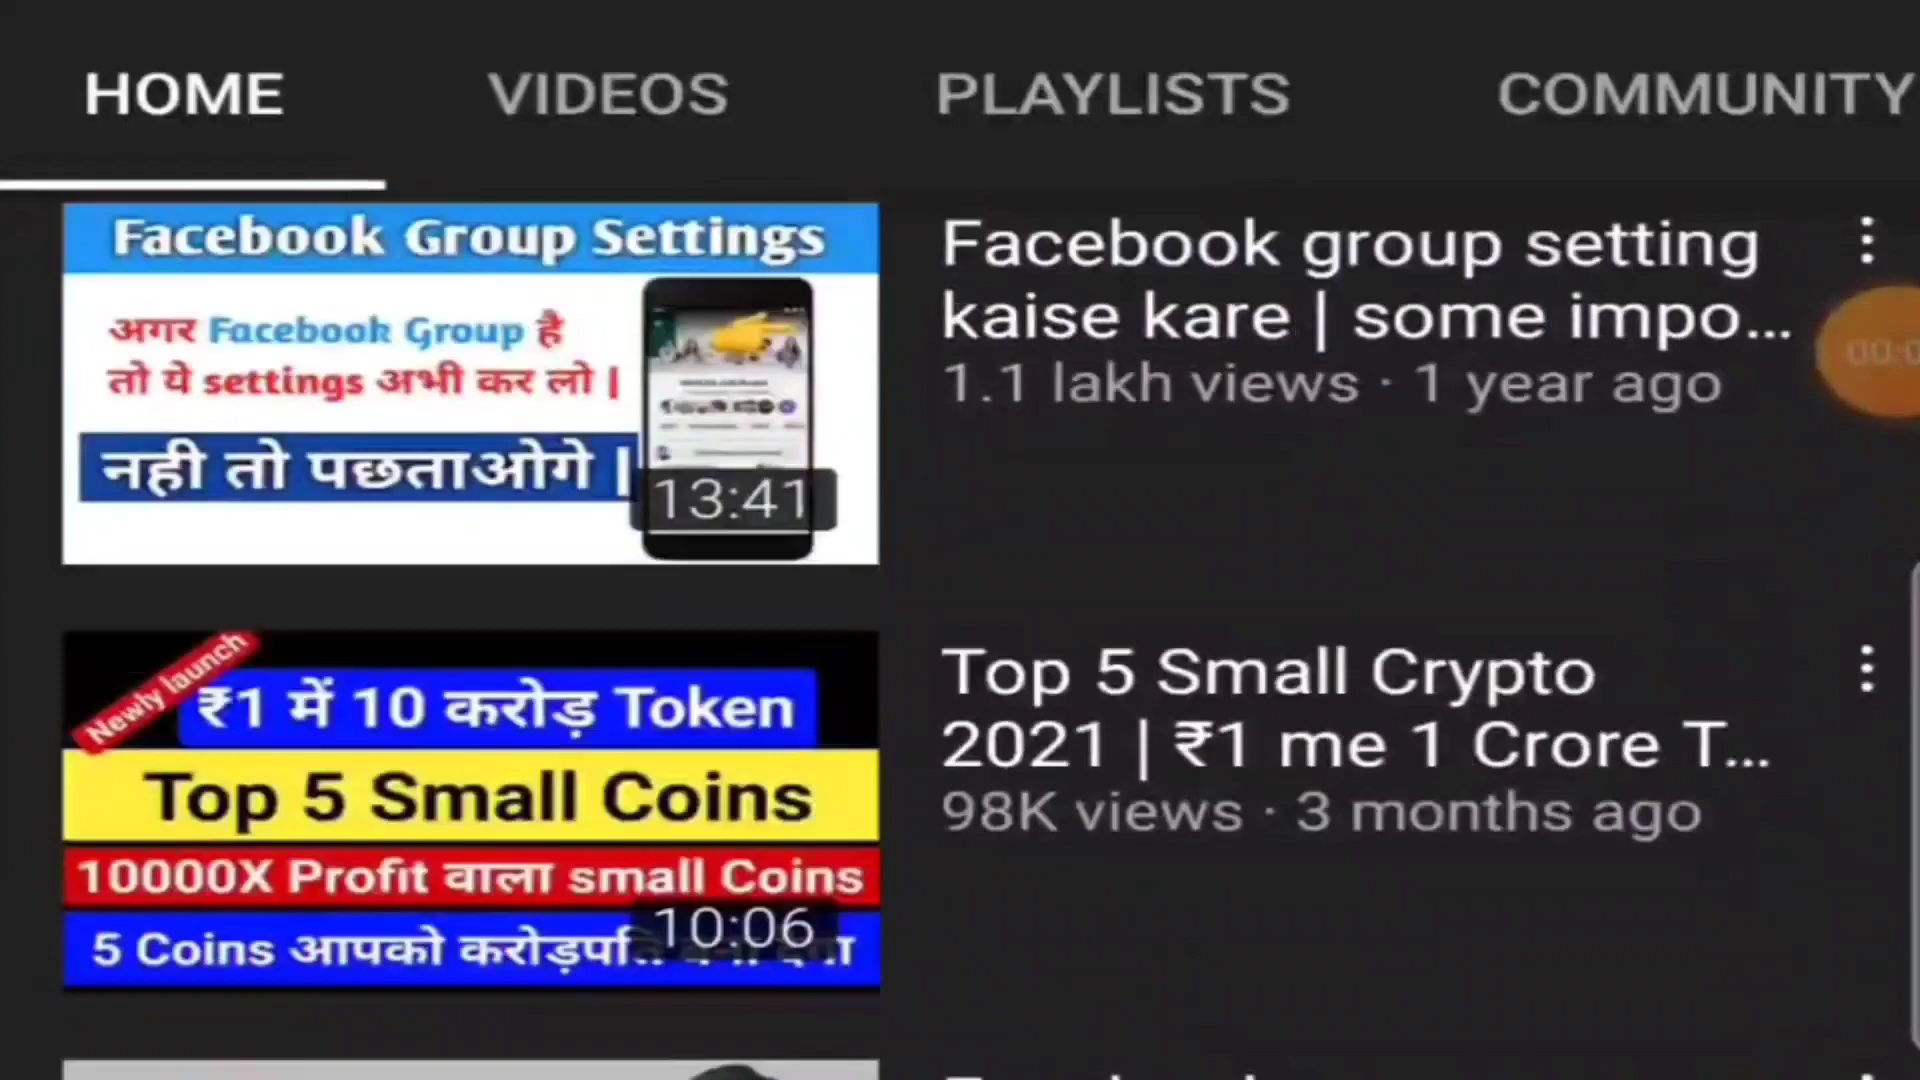 HOME VIDEOS PLAYLISTS COMMUNITY
Facebook Group Settings
अगर Facebook Group है
तो ये settings अभी कर लो |
नही तो पछताओगे |
13:41
Facebook group setting
kaise kare | some impo...
1.1 lakh views · 1 year ago
00:0
Newly launch
₹1 में 10 करोड़ Token
Top 5 Small Coins
10000X Profit वाला small Coins
5 Coins आपको
10:06
Top 5 Small Crypto
2021 | ₹1 me 1 Crore T...
98K views · 3 months ago